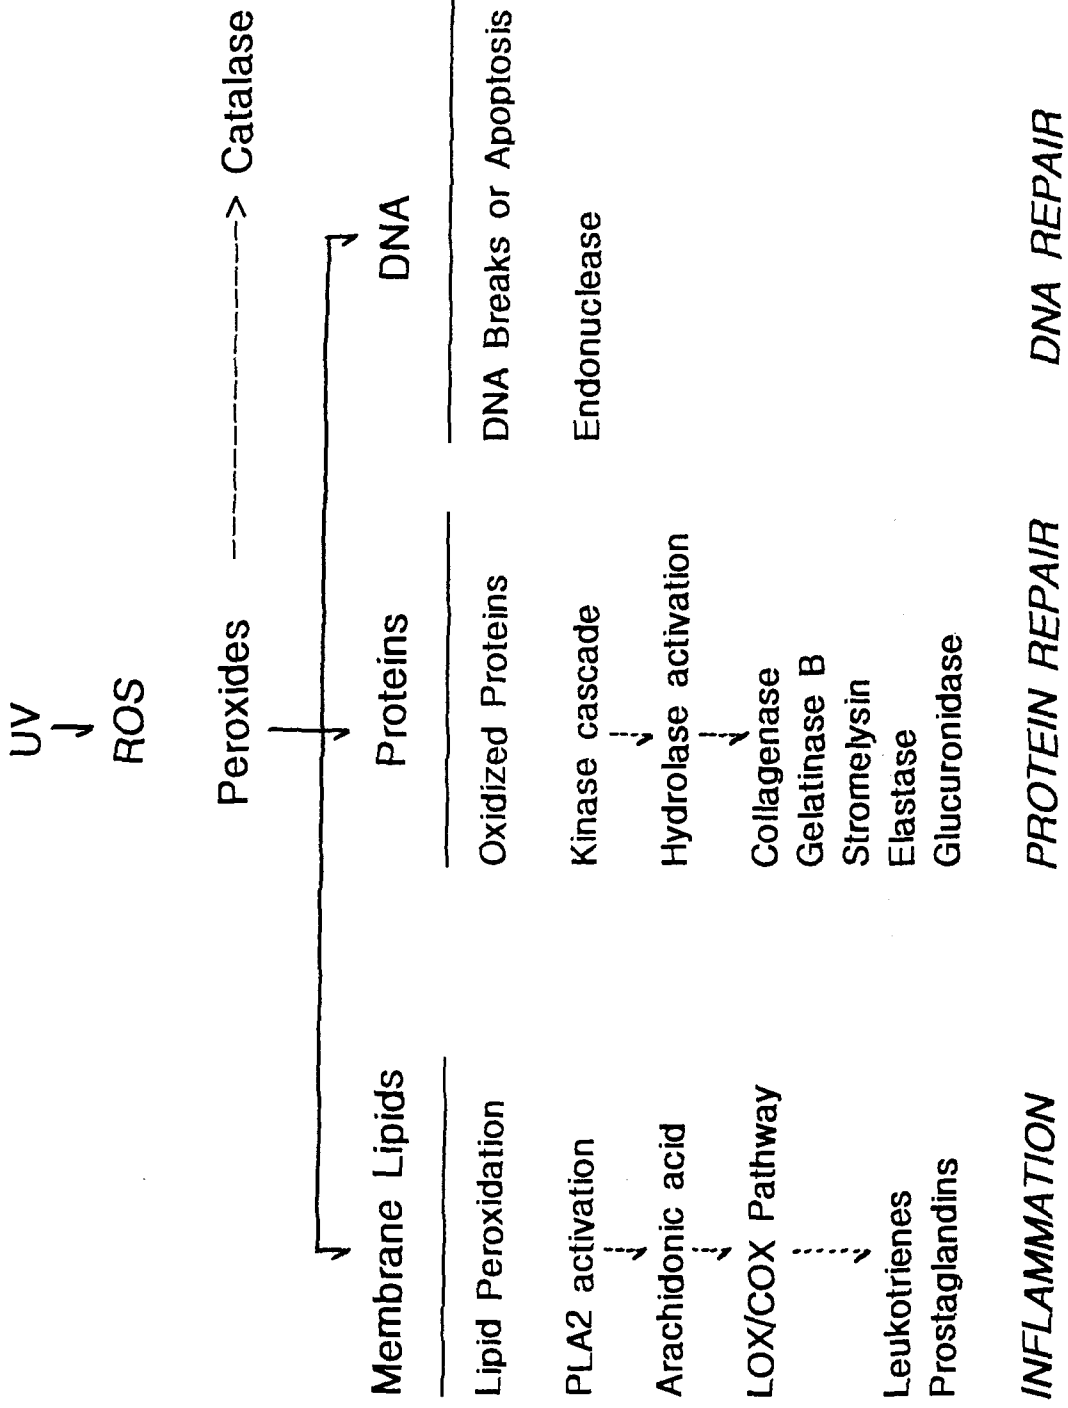 UV
ROS
Peroxides -----> Catalase
Membrane Lipids
Lipid Peroxidation
PLA2 activation
Arachidonic acid
LOX/COX Pathway
Leukotrienes
Prostaglandins
INFLAMMATION
Proteins
Oxidized Proteins
Kinase cascade
Hydrolase activation
Collagenase
Gelatinase B
Stromelysin
Elastase
Glucuronidase
PROTEIN REPAIR
DNA
DNA Breaks or Apoptosis
Endonuclease
DNA REPAIR